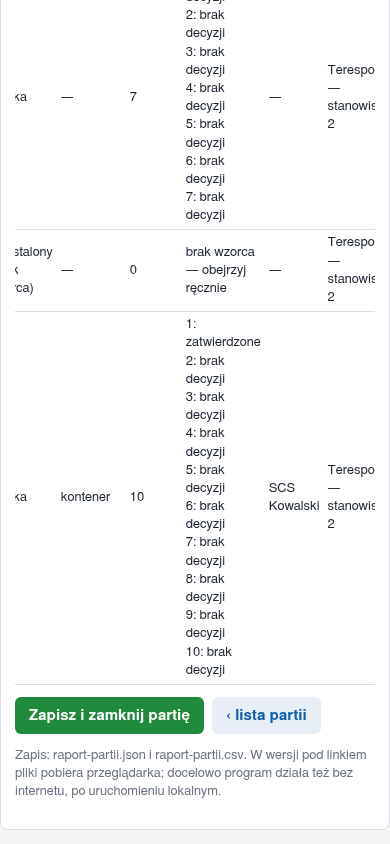 2: brak
decyzji
3: brak
decyzji
4: brak
decyzji
5: brak
decyzji
6: brak
decyzji
7: brak
decyzji
ka
—
7
—
Terespo
—
stanowis
2
stalony
k
rca)
—
0
brak wzorca
— obejrzyj
ręcznie
—
Terespo
—
stanowis
2
ka
kontener
10
1:
zatwierdzone
2: brak
decyzji
3: brak
decyzji
4: brak
decyzji
5: brak
decyzji
6: brak
decyzji
7: brak
decyzji
8: brak
decyzji
9: brak
decyzji
10: brak
decyzji
SCS
Kowalski
Terespo
—
stanowis
2
Zapisz i zamknij partię
‹ lista partii
Zapis: raport-partii.json i raport-partii.csv. W wersji pod linkiem
pliki pobiera przeglądarka; docelowo program działa też bez
internetu, po uruchomieniu lokalnym.